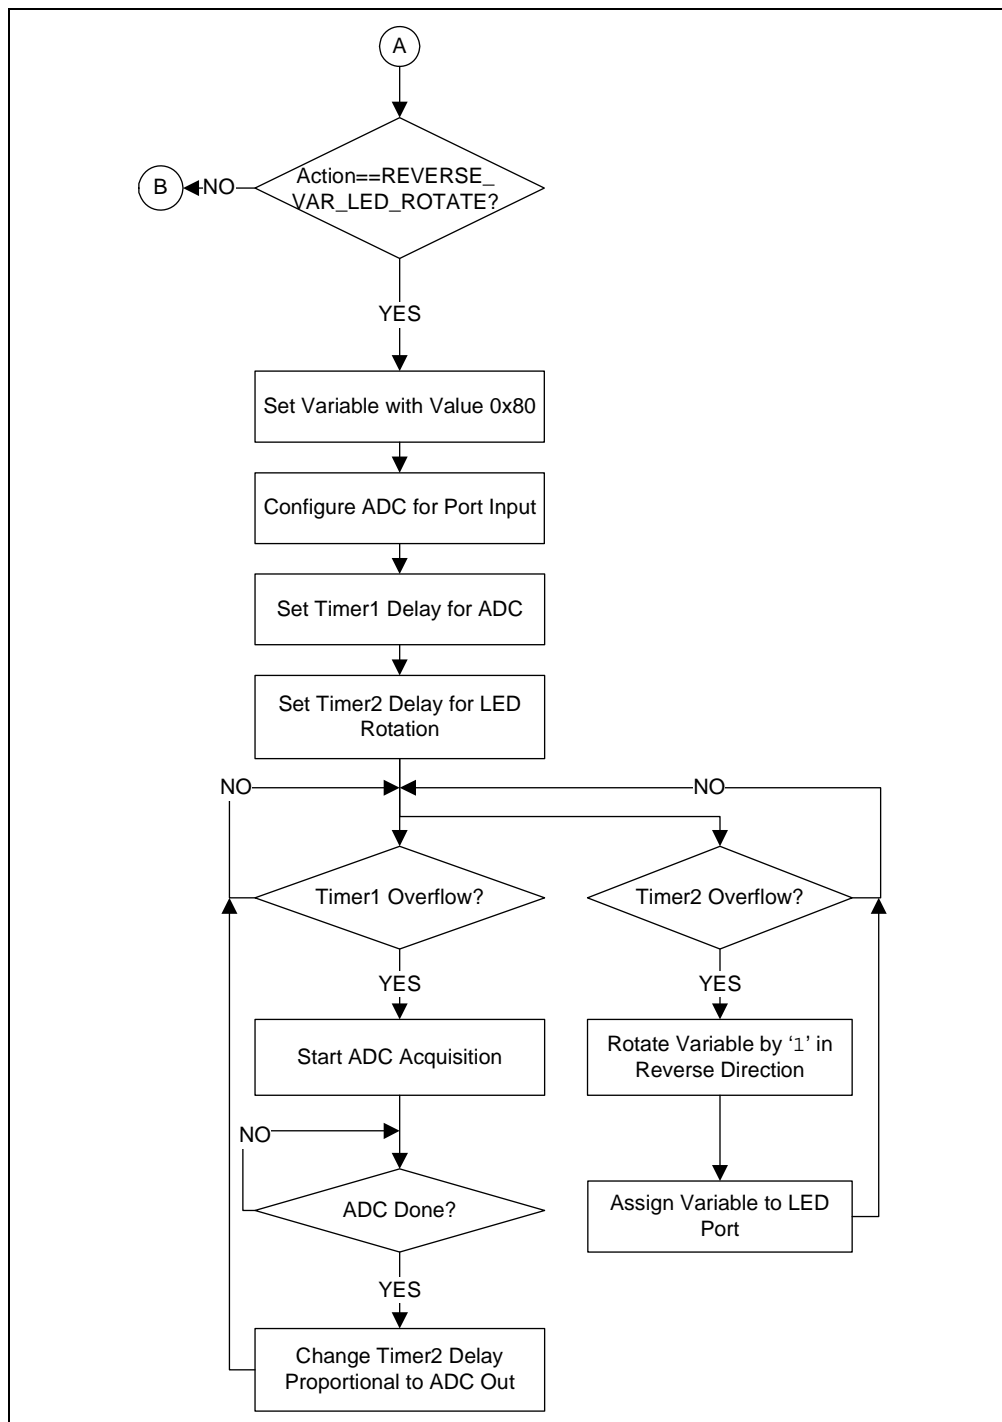 A
Action==REVERSE_
VAR_LED_ROTATE?
B
NO
YES
Set Variable with Value 0x80
Configure ADC for Port Input
Set Timer1 Delay for ADC
Set Timer2 Delay for LED
Rotation
NO
NO
Timer1 Overflow?
Timer2 Overflow?
YES
YES
Start ADC Acquisition
Rotate Variable by ‘1’ in
Reverse Direction
NO
ADC Done?
Assign Variable to LED
Port
YES
Change Timer2 Delay
Proportional to ADC Out